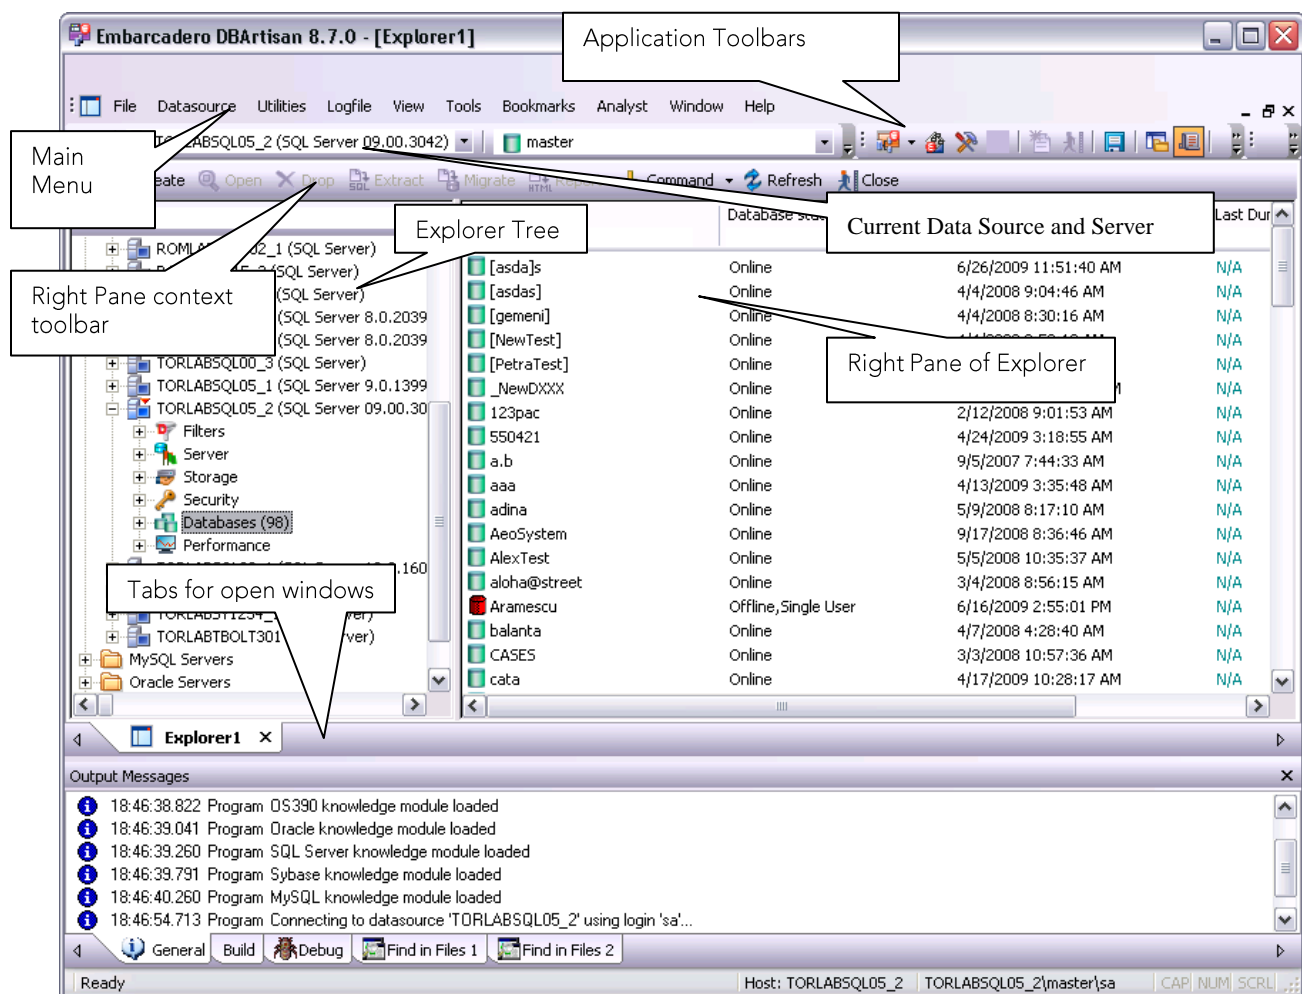 Embarcadero DBArtisan 8.7.0 - [Explorer1]
Application Toolbars
File Datasource Utilities Logfile View Tools Bookmarks Analyst Window Help
Main
Menu
TORLABSQL05_2 (SQL Server 09.00.3042)
master
Open Drop Extract Migrate Command Refresh Close
Explorer Tree
Current Data Source and Server
Last Dur
Right Pane context
toolbar
Right Pane of Explorer
(SQL Server)
(SQL Server)
(SQL Server)
(SQL Server 8.0.2039
(SQL Server 8.0.2039
TORLABSQL00_3 (SQL Server)
TORLABSQL05_1 (SQL Server 9.0.1399
TORLABSQL05_2 (SQL Server 09.00.30
Filters
Server
Storage
Security
Databases (98)
Performance
Tabs for open windows
TORLABTBOLT301
MySQL Servers
Oracle Servers
Database
[asda]s Online 6/26/2009 11:51:40 AM N/A
[asdas] Online 4/4/2008 9:04:46 AM N/A
[gemeni] Online 4/4/2008 8:30:16 AM N/A
[NewTest] Online N/A
[PetraTest] Online N/A
_NewDXXX Online N/A
123pac Online 2/12/2008 9:01:53 AM N/A
550421 Online 4/24/2009 3:18:55 AM N/A
a.b Online 9/5/2007 7:44:33 AM N/A
aaa Online 4/13/2009 3:35:48 AM N/A
adina Online 5/9/2008 8:17:10 AM N/A
AeoSystem Online 9/17/2008 8:36:46 AM N/A
AlexTest Online 5/5/2008 10:35:37 AM N/A
aloha@street Online 3/4/2008 8:56:15 AM N/A
Aramescu Offline,Single User 6/16/2009 2:55:01 PM N/A
balanta Online 4/7/2008 4:28:40 AM N/A
CASES Online 3/3/2008 10:57:36 AM N/A
cata Online 4/17/2009 10:28:17 AM N/A
Explorer1
Output Messages
18:46:38.822 Program OS390 knowledge module loaded
18:46:39.041 Program Oracle knowledge module loaded
18:46:39.260 Program SQL Server knowledge module loaded
18:46:39.791 Program Sybase knowledge module loaded
18:46:40.260 Program MySQL knowledge module loaded
18:46:54.713 Program Connecting to datasource 'TORLABSQL05_2' using login 'sa'...
General Build Debug Find in Files 1 Find in Files 2
Ready Host: TORLABSQL05_2 TORLABSQL05_2\master\sa CAP NUM SCRL